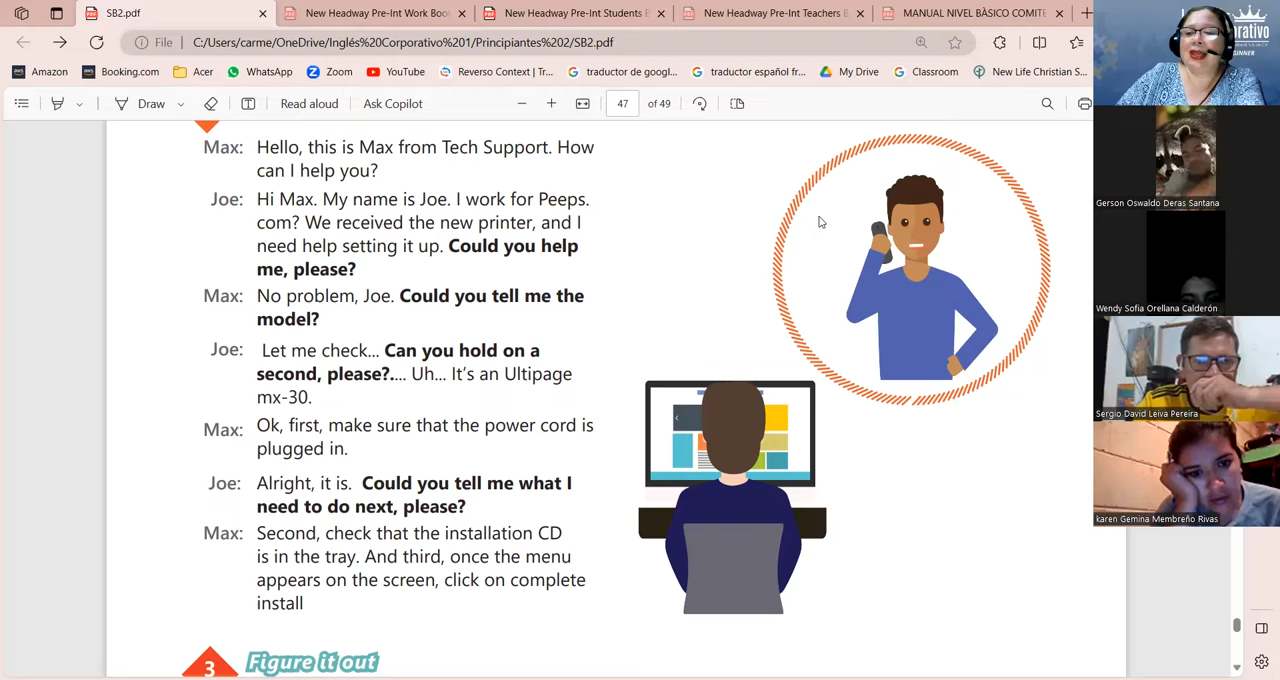 SB2.pdf
New Headway Pre-Int Work Boo
New Headway Pre-Int Students B
New Headway Pre-Int Teachers B
MANUAL NIVEL BÀSICO COMITE
File C:/Users/carme/OneDrive/Inglés%20Corporativo%201/Principiantes%202/SB2.pdf
Amazon Booking.com Acer WhatsApp Zoom YouTube Reverso Context | Tr... traductor de googl... traductor español fr... My Drive Classroom New Life Christian S...
Draw Read aloud Ask Copilot 47 of 49
Max: Hello, this is Max from Tech Support. How
can I help you?
Joe: Hi Max. My name is Joe. I work for Peeps.
com? We received the new printer, and I
need help setting it up. Could you help
me, please?
Max: No problem, Joe. Could you tell me the
model?
Joe: Let me check... Can you hold on a
second, please?.... Uh... It's an Ultipage
mx-30.
Max: Ok, first, make sure that the power cord is
plugged in.
Joe: Alright, it is. Could you tell me what I
need to do next, please?
Max: Second, check that the installation CD
is in the tray. And third, once the menu
appears on the screen, click on complete
install
3 Figure it out
Gerson Oswaldo Deras Santana
Wendy Sofia Orellana Calderón
Sergio David Leiva Pereira
karen Gemina Membreño Rivas